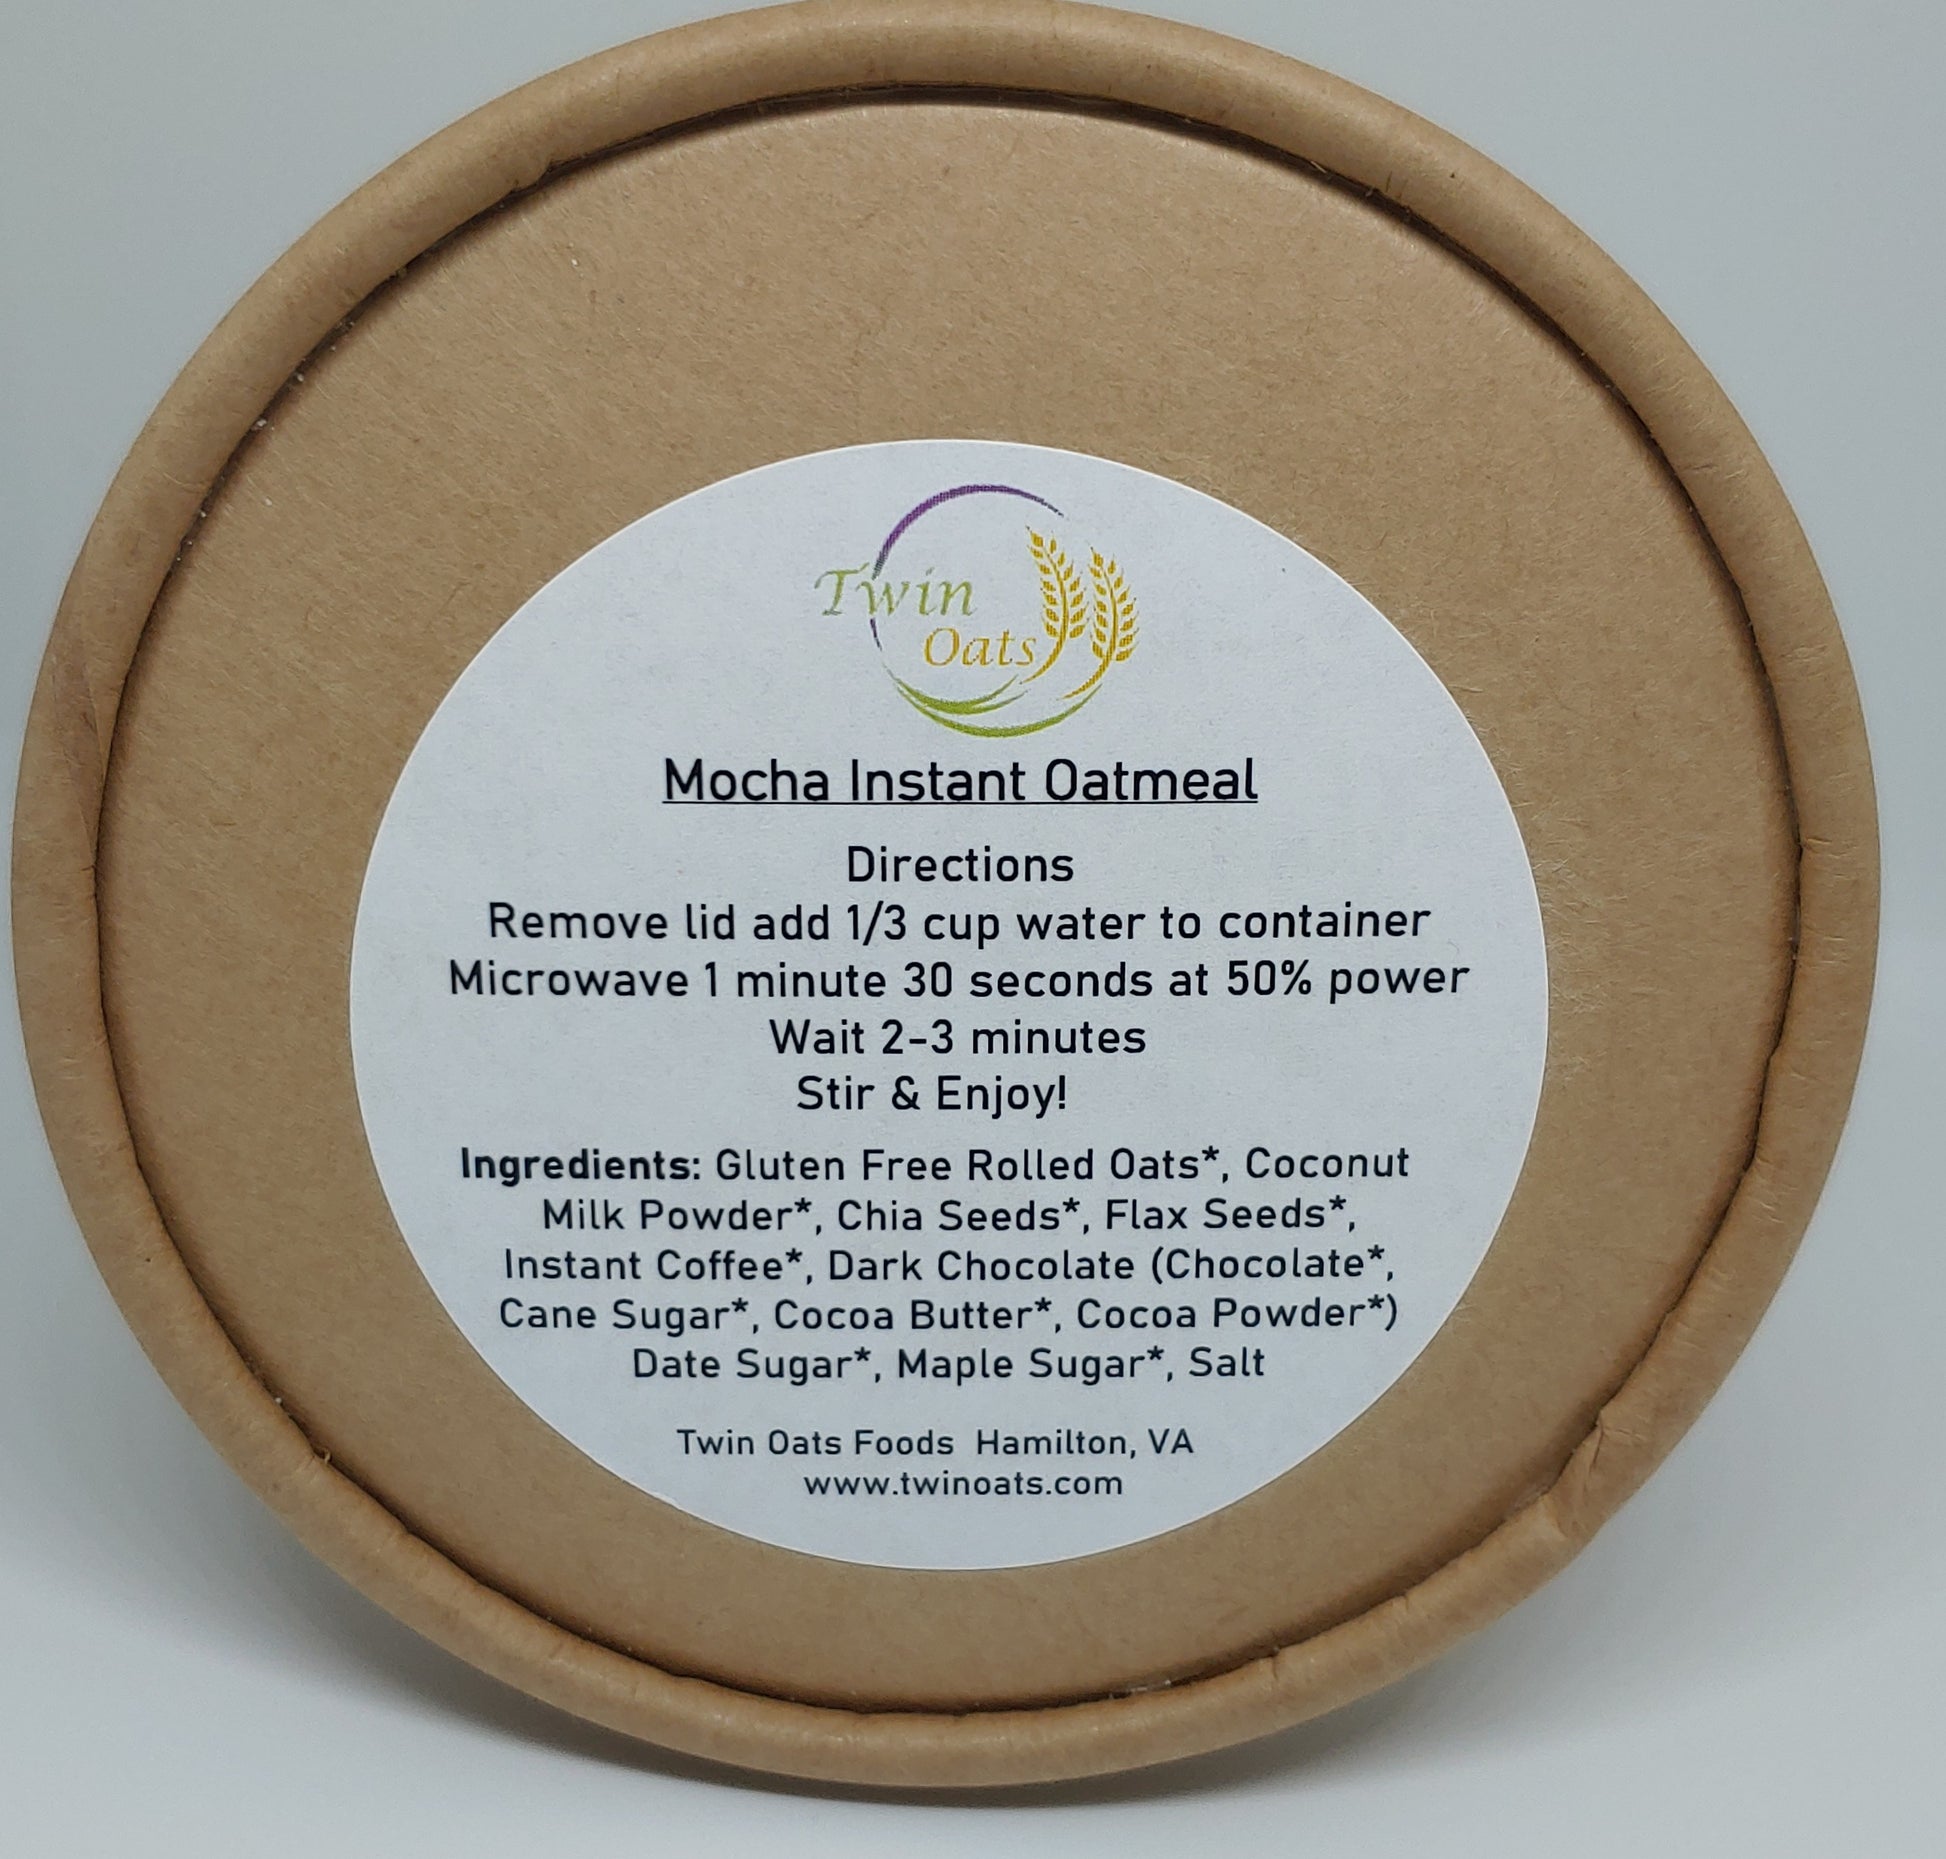 Twin
Oats
Mocha Instant Oatmeal
Directions
Remove lid add 1/3 cup water to container
Microwave 1 minute 30 seconds at 50% power
Wait 2-3 minutes
Stir & Enjoy!
Ingredients: Gluten Free Rolled Oats*, Coconut
Milk Powder*, Chia Seeds*, Flax Seeds*,
Instant Coffee*, Dark Chocolate (Chocolate*,
Cane Sugar*, Cocoa Butter*, Cocoa Powder*)
Date Sugar*, Maple Sugar*, Salt
Twin Oats Foods Hamilton, VA
www.twinoats.com